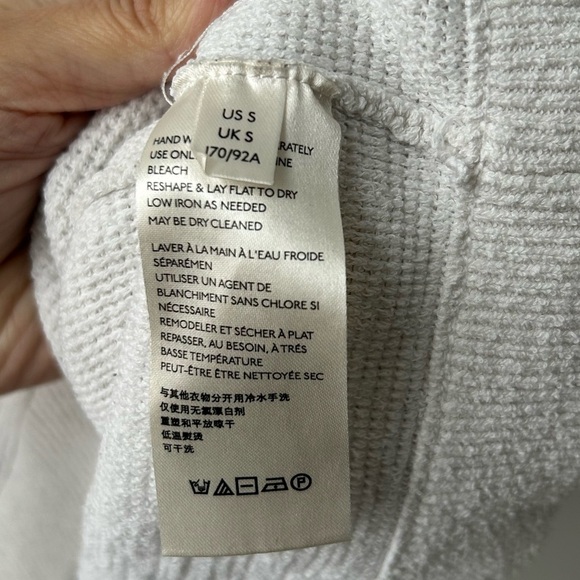 US S
UK S
170/92A
HAND W RATELY
USE ONL INE
BLEACH
RESHAPE & LAY FLAT TO DRY
LOW IRON AS NEEDED
MAY BE DRY CLEANED
LAVER À LA MAIN À L'EAU FROIDE
SÉPARÉMEN
UTILISER UN AGENT DE
BLANCHIMENT SANS CHLORE SI
NÉCESSAIRE
REMODELER ET SÉCHER À PLAT
REPASSER, AU BESOIN, À TRÉS
BASSE TEMPÉRATURE
PEUT-ÊTRE ÊTRE NETTOYÉE SEC
与其他衣物分开用冷水手洗
仅使用无氯漂白剂
重塑和平放晾干
低温熨烫
可干洗
P